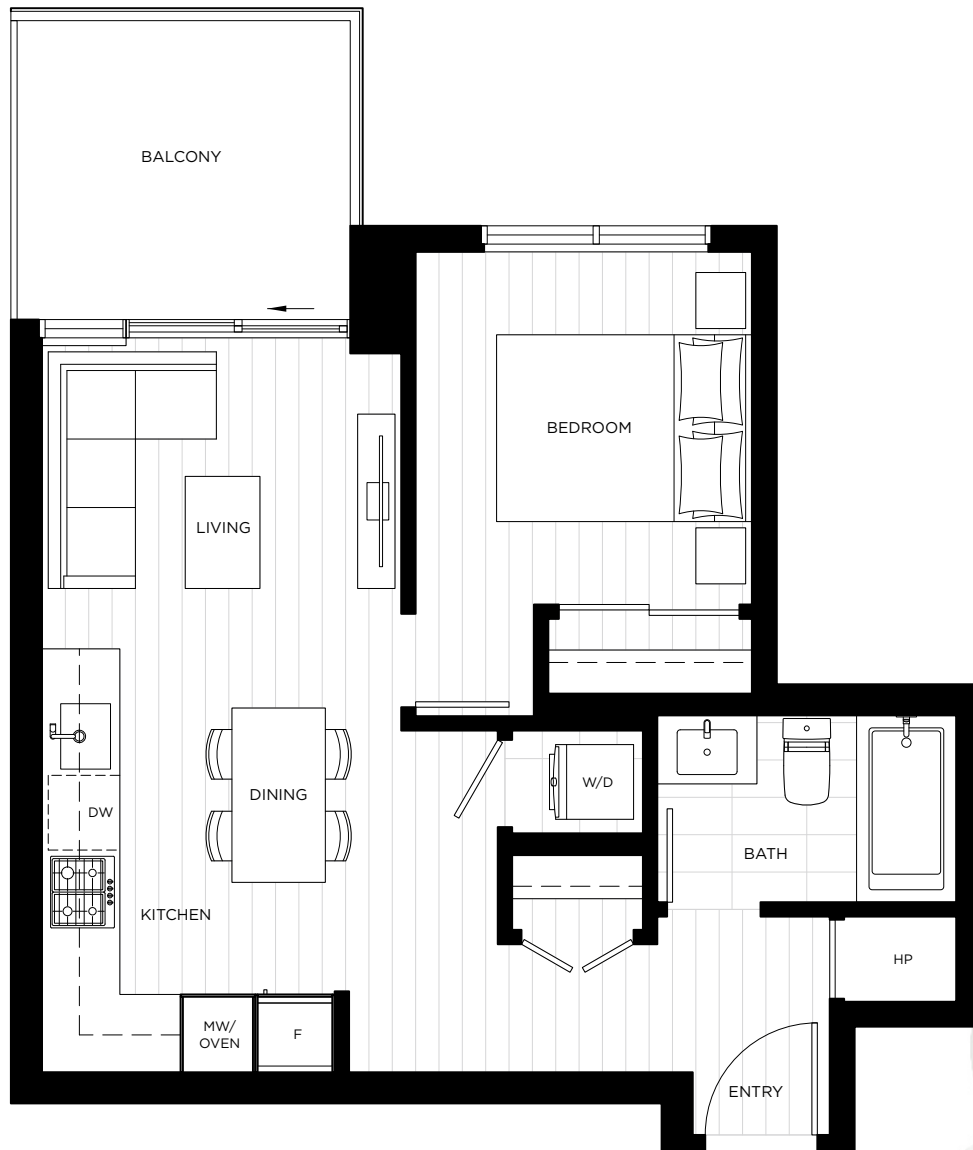 BALCONY
BEDROOM
LIVING
W/D
DINING
DW
BATH
KITCHEN
HP
MW/
OVEN
F
ENTRY